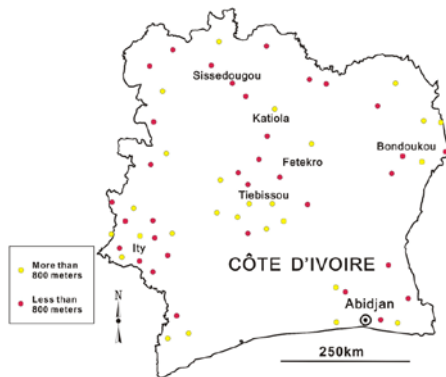 Sissedougou
Katiola
Bondoukou
Fetekro
Tiebissou
Ity
More than
800 meters
CÔTE D'IVOIRE
Less than
800 meters
N
Abidjan
250km